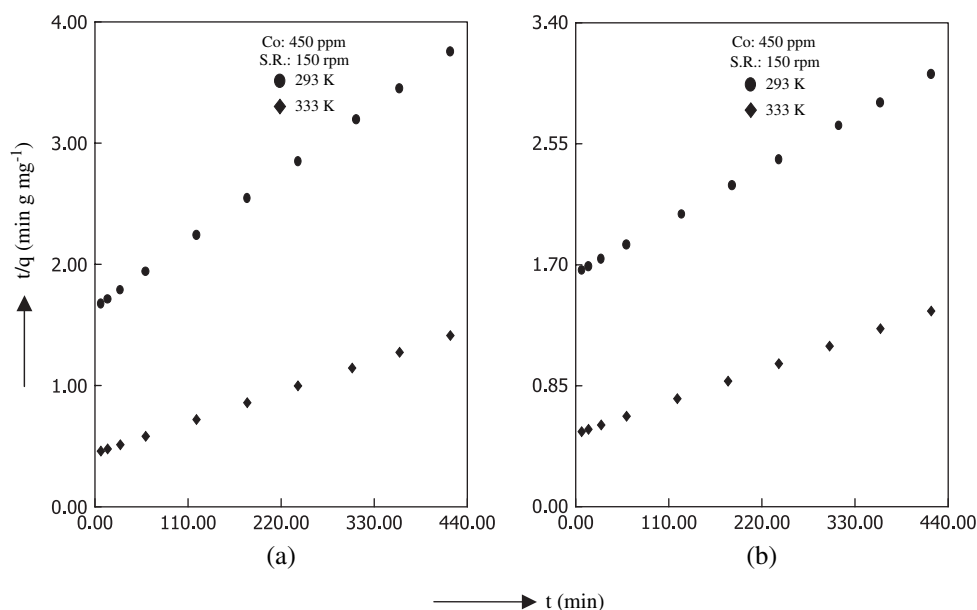 (a)
4.00
3.00
2.00
1.00
0.00
0.00 110.00 220.00 330.00 440.00
Co: 450 ppm
S.R.: 150 rpm
293 K
333 K
t/q (min g mg⁻¹)
(b)
3.40
2.55
1.70
0.85
0.00
0.00 110.00 220.00 330.00 440.00
Co: 450 ppm
S.R.: 150 rpm
293 K
333 K
t (min)